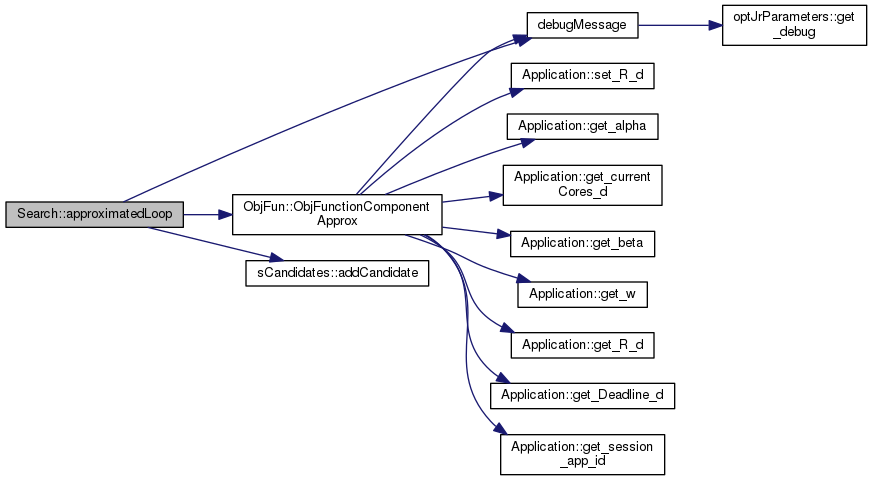 debugMessage
optJrParameters::get
_debug
Application::set_R_d
Application::get_alpha
Application::get_current
Cores_d
Search::approximatedLoop
ObjFun::ObjFunctionComponent
Approx
Application::get_beta
sCandidates::addCandidate
Application::get_w
Application::get_R_d
Application::get_Deadline_d
Application::get_session
_app_id